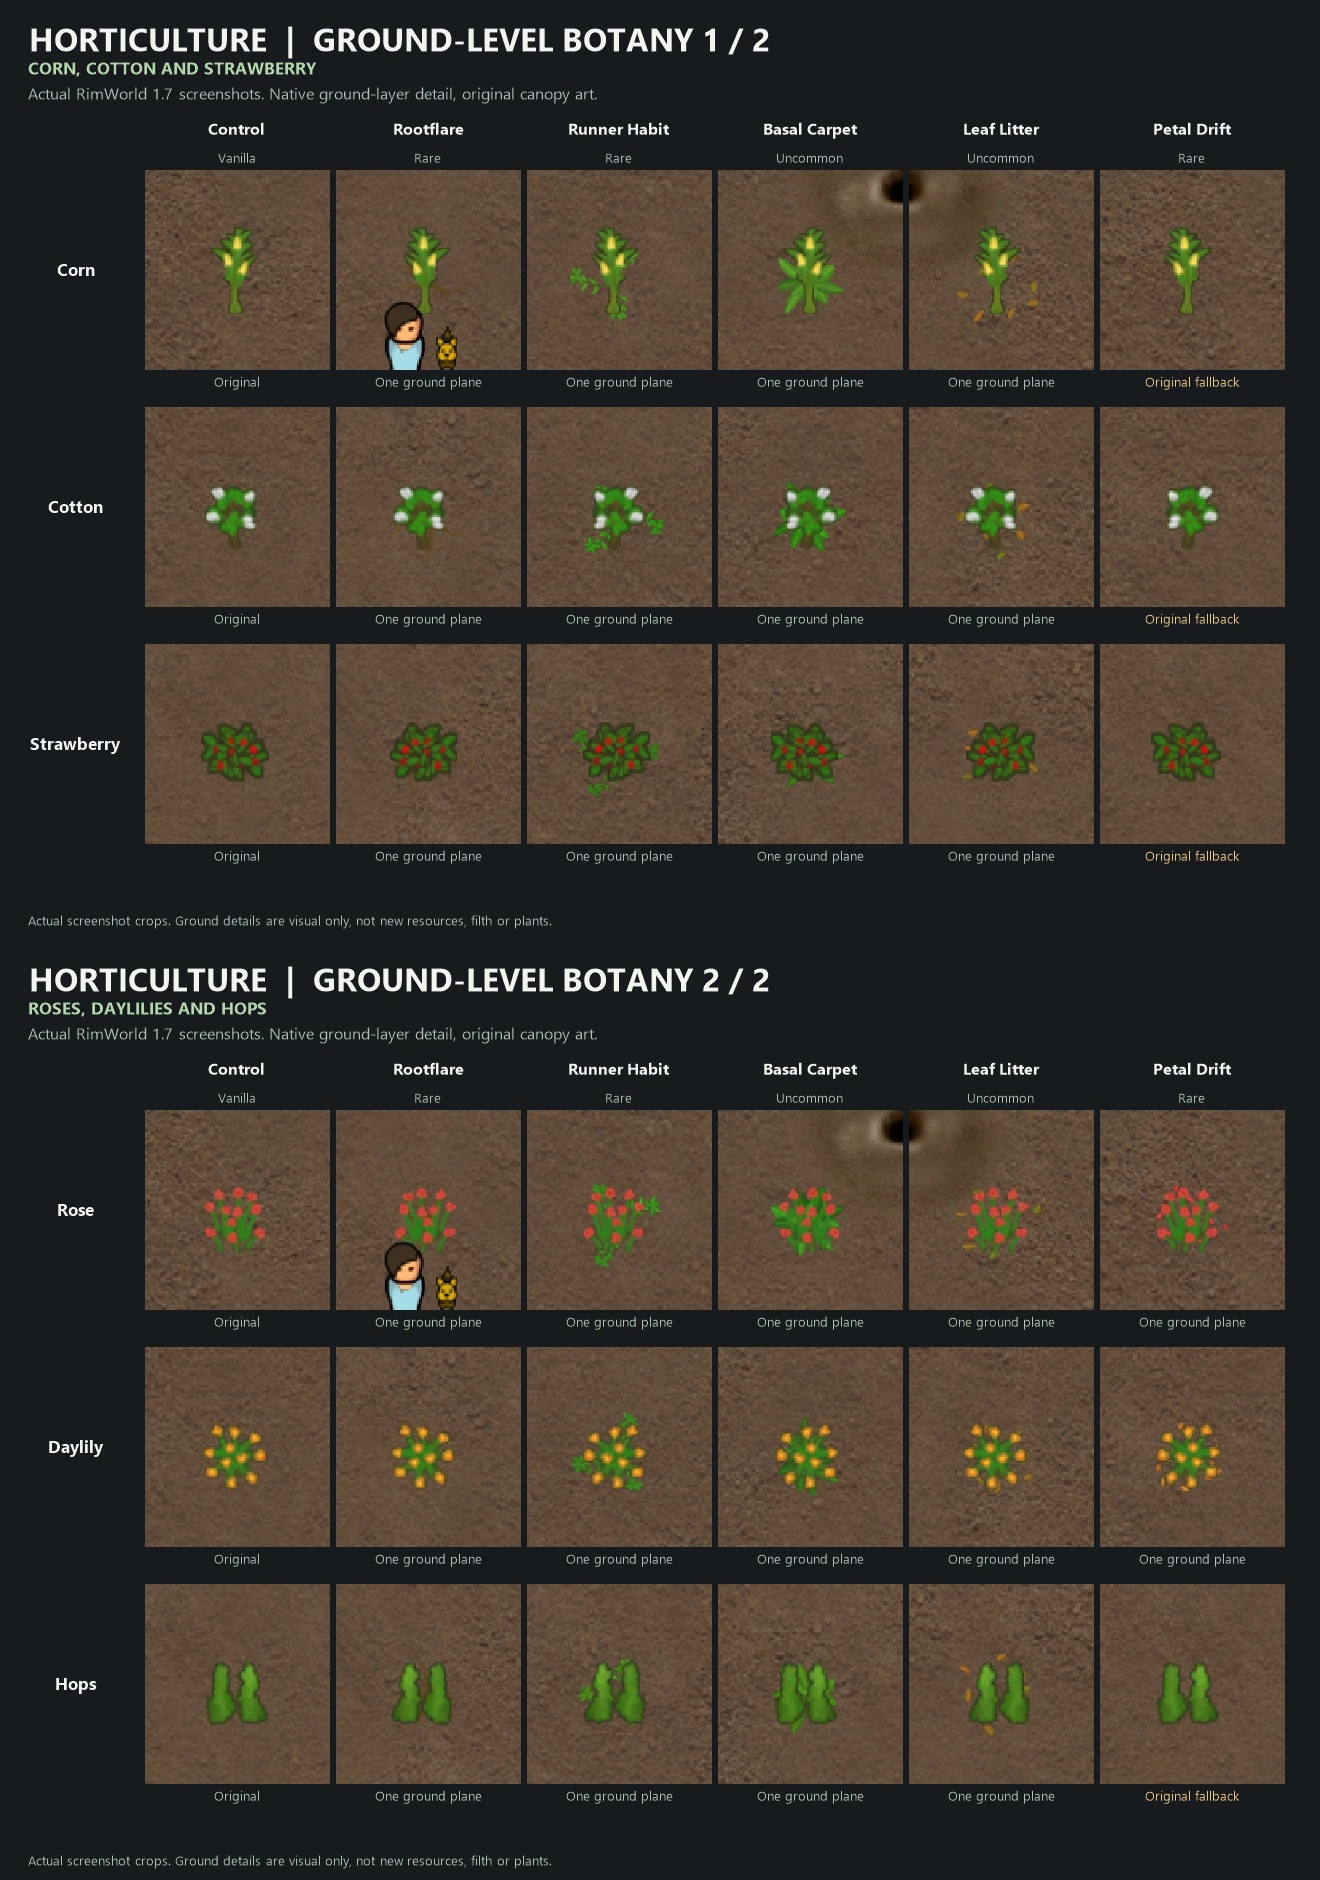 HORTICULTURE | GROUND-LEVEL BOTANY 1 / 2
CORN, COTTON AND STRAWBERRY
Actual RimWorld 1.7 screenshots. Native ground-layer detail, original canopy art.
Control Rootflare Runner Habit Basal Carpet Leaf Litter Petal Drift
Vanilla Rare Rare Uncommon Uncommon Rare
Corn
Original One ground plane One ground plane One ground plane One ground plane Original fallback
Cotton
Original One ground plane One ground plane One ground plane One ground plane Original fallback
Strawberry
Original One ground plane One ground plane One ground plane One ground plane Original fallback
Actual screenshot crops. Ground details are visual only, not new resources, filth or plants.
HORTICULTURE | GROUND-LEVEL BOTANY 2 / 2
ROSES, DAYLILIES AND HOPS
Actual RimWorld 1.7 screenshots. Native ground-layer detail, original canopy art.
Control Rootflare Runner Habit Basal Carpet Leaf Litter Petal Drift
Vanilla Rare Rare Uncommon Uncommon Rare
Rose
Original One ground plane One ground plane One ground plane One ground plane One ground plane
Daylily
Original One ground plane One ground plane One ground plane One ground plane One ground plane
Hops
Original One ground plane One ground plane One ground plane One ground plane Original fallback
Actual screenshot crops. Ground details are visual only, not new resources, filth or plants.